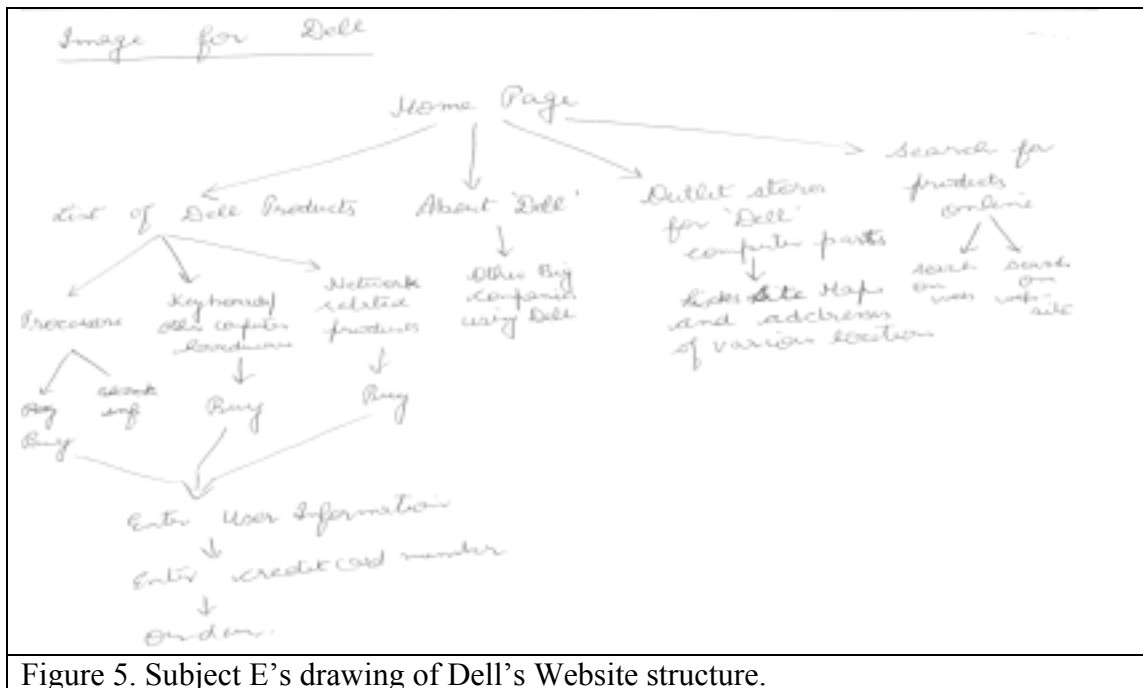 Image for Dell
Home Page
List of Dell Products
About 'Dell'
Outlet stores
for 'Dell'
computer parts
search for
products
online
Processors
Keyboards/
other computer
hardware
Network
related
products
Other Big
companies
using Dell
Site Maps
and addresses
of various location
search
on
web
search
on
web-
site
Buy
Buy
Buy
Enter User Information
Enter credit card number
order.
Figure 5. Subject E's drawing of Dell's Website structure.